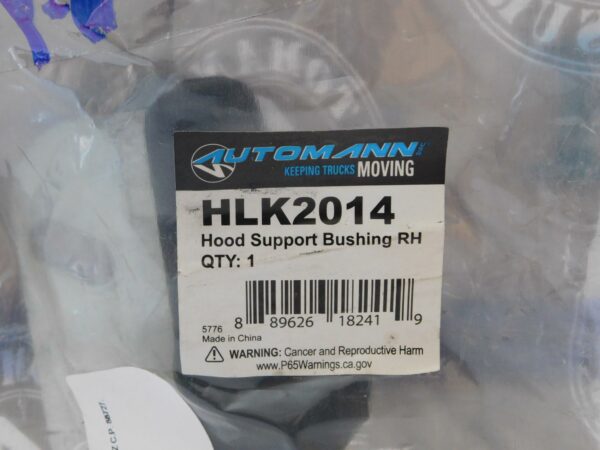 AUTOMANN INC.
KEEPING TRUCKS MOVING
HLK2014
Hood Support Bushing RH
QTY: 1
8 89626 18241 9
5776
Made in China
WARNING: Cancer and Reproductive Harm
www.P65Warnings.ca.gov